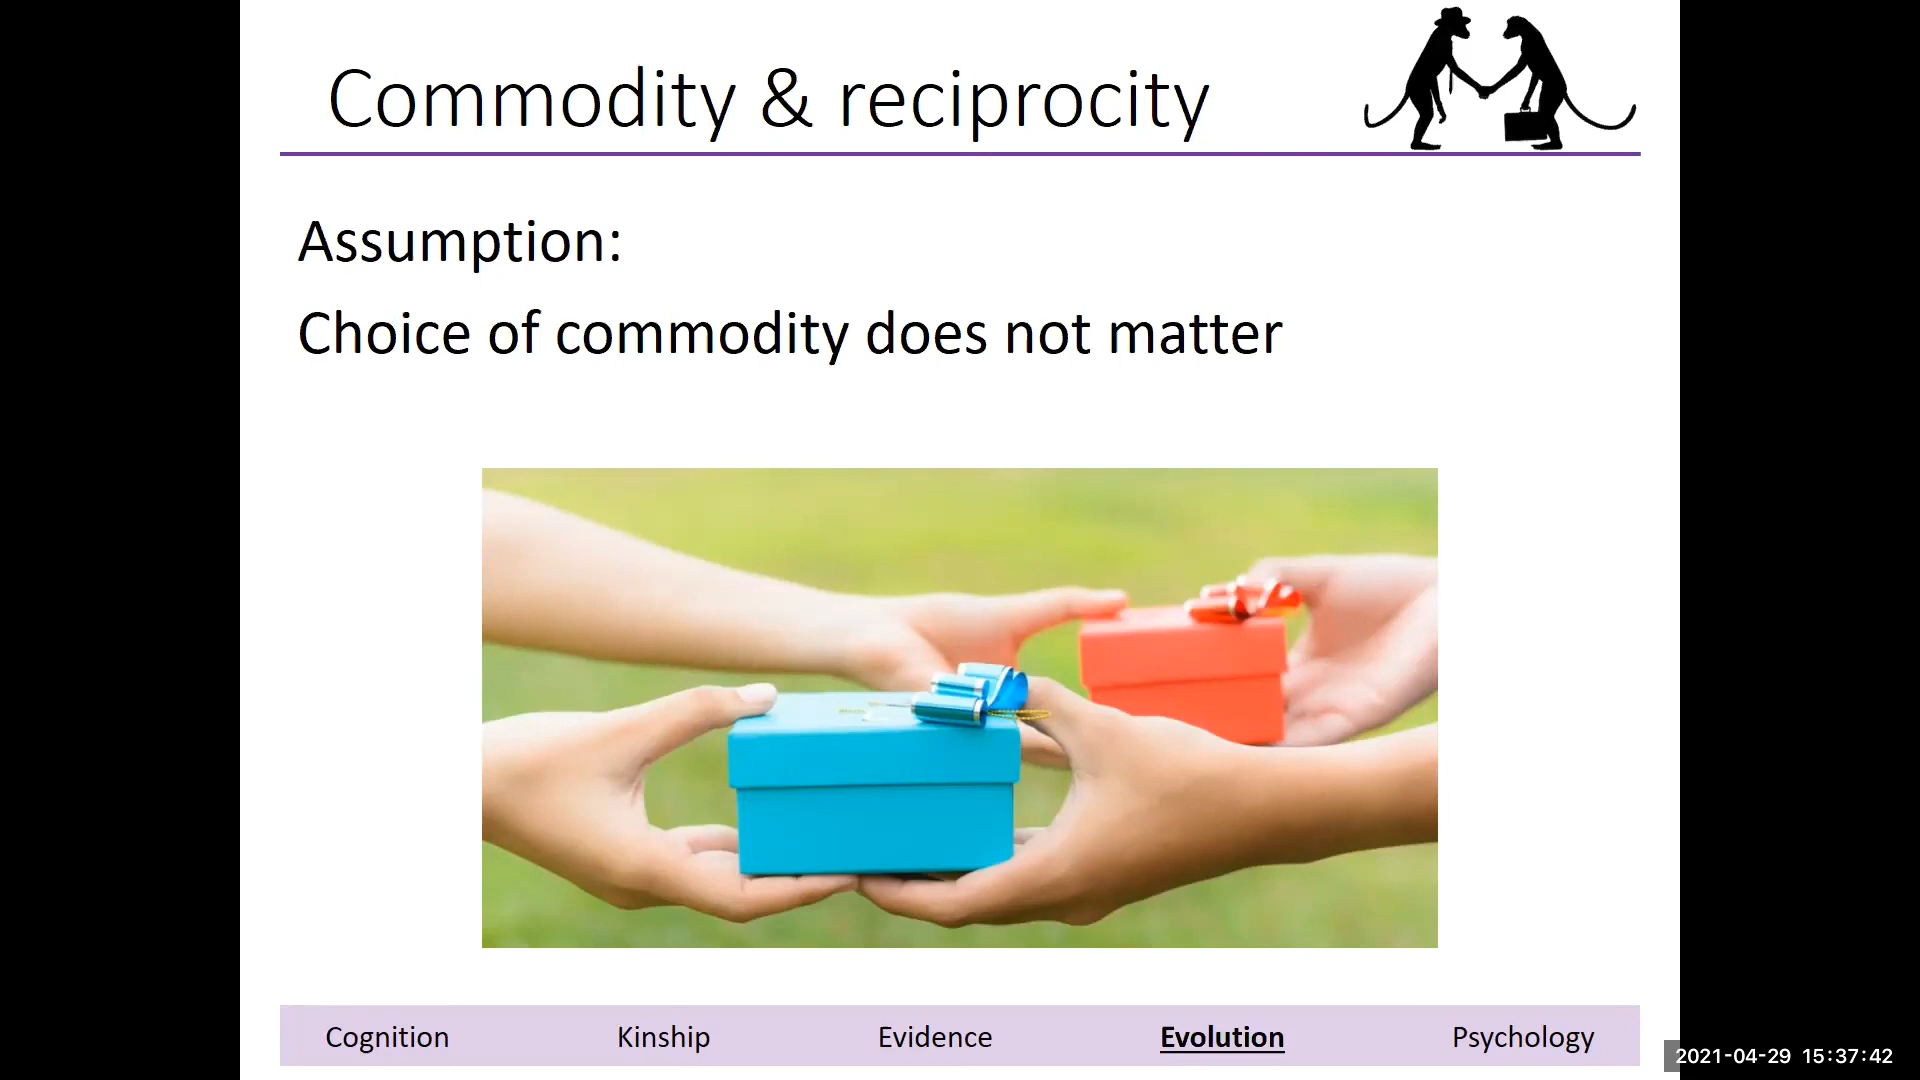 Commodity & reciprocity
Assumption:
Choice of commodity does not matter
Cognition Kinship Evidence Evolution Psychology
2021-04-29 15:37:42